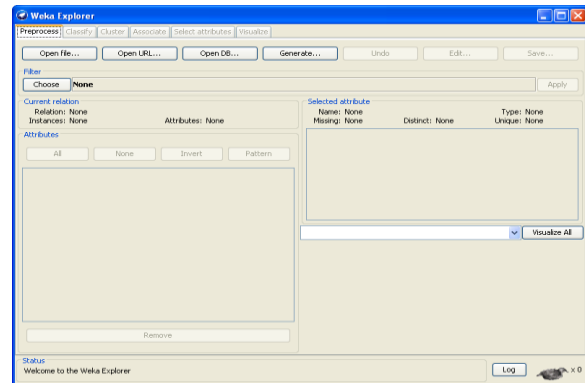 Weka Explorer
Preprocess Classify Cluster Associate Select attributes Visualize
Open file... Open URL... Open DB... Generate... Undo Edit... Save...
Filter
Choose None Apply
Current relation
Relation: None
Instances: None Attributes: None
Attributes
All None Invert Pattern
Remove
Selected attribute
Name: None Type: None
Missing: None Distinct: None Unique: None
Visualize All
Status
Welcome to the Weka Explorer
Log x 0